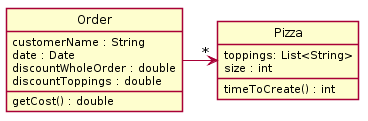 Order
customerName : String
date : Date
discountWholeOrder : double
discountToppings : double
getCost() : double
*
Pizza
toppings: List<String>
size : int
timeToCreate() : int